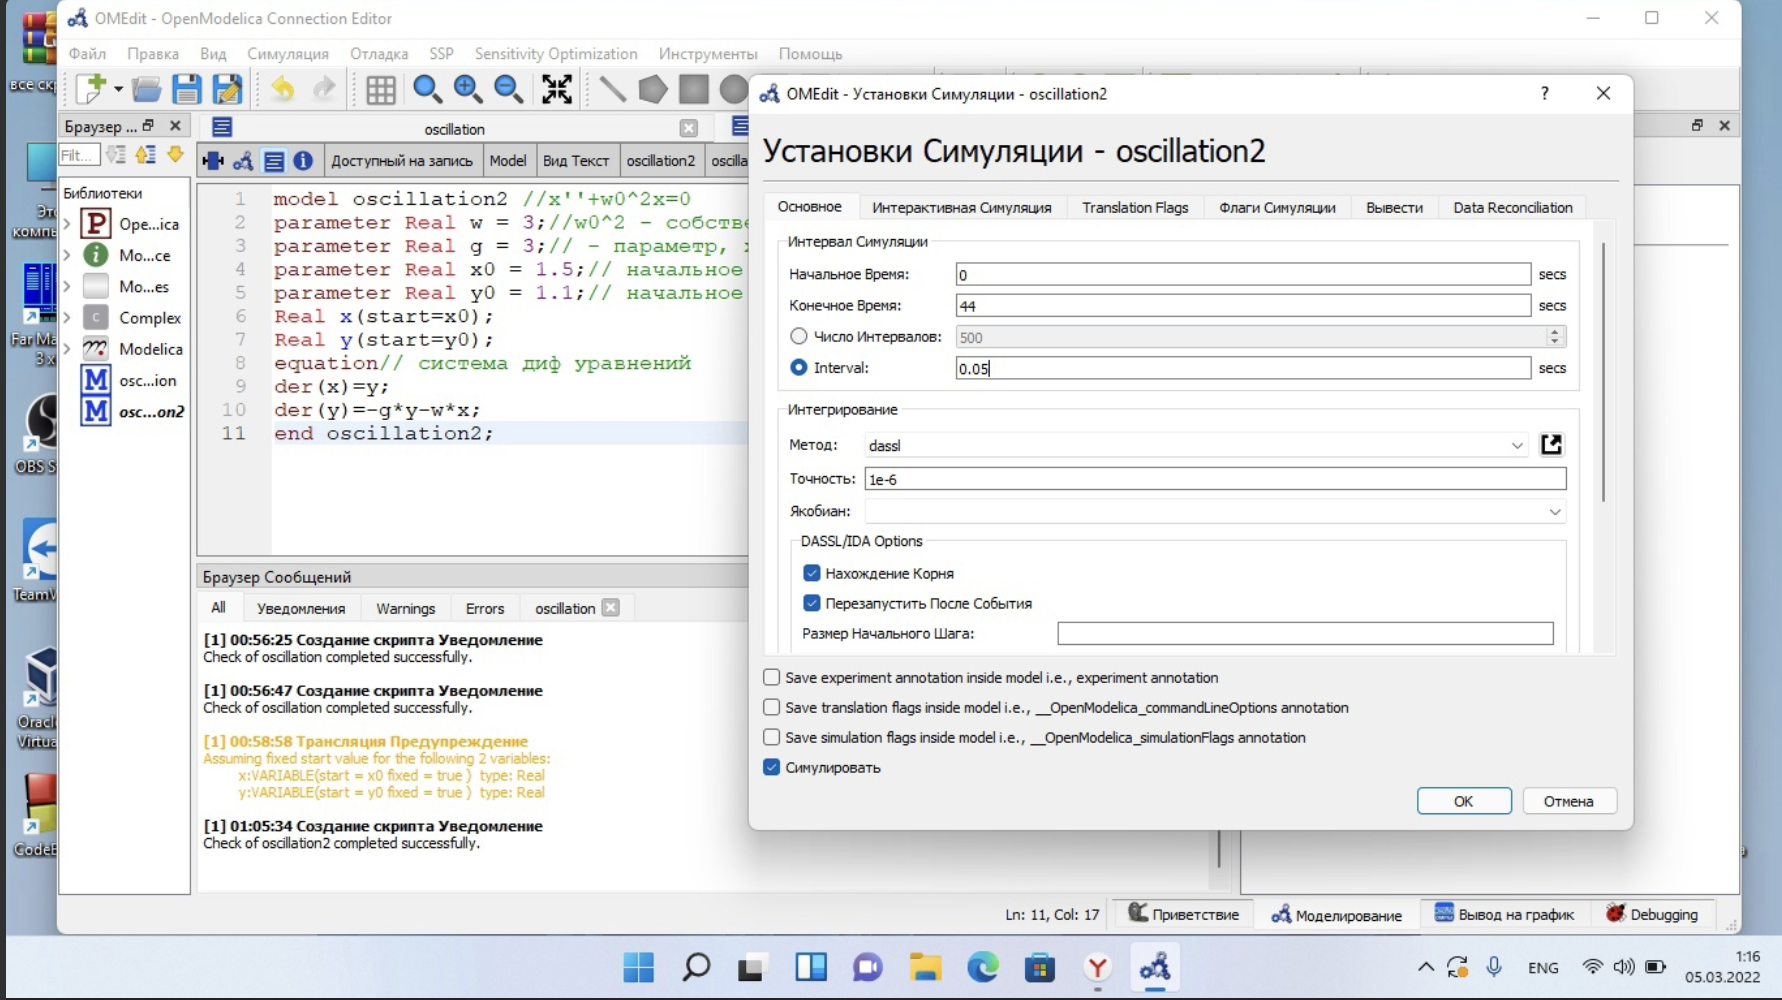 OMEdit - OpenModelica Connection Editor
Файл Правка Вид Симуляция Отладка SSP Sensitivity Optimization Инструменты Помощь
Браузер ...
oscillation
Filt...
Доступный на запись Model Вид Текст oscillation2
Библиотеки
Ope...ica
Mo...ce
Mo...es
Complex
Modelica
osc...ion
osc...on2
1 model oscillation2 //x''+w0^2x=0
2 parameter Real w = 3;//w0^2 - собстве
3 parameter Real g = 3;// - параметр,
4 parameter Real x0 = 1.5;// начальное
5 parameter Real y0 = 1.1;// начальное
6 Real x(start=x0);
7 Real y(start=y0);
8 equation// система диф уравнений
9 der(x)=y;
10 der(y)=-g*y-w*x;
11 end oscillation2;
Браузер Сообщений
All Уведомления Warnings Errors oscillation
[1] 00:56:25 Создание скрипта Уведомление
Check of oscillation completed successfully.
[1] 00:56:47 Создание скрипта Уведомление
Check of oscillation completed successfully.
[1] 00:58:58 Трансляция Предупреждение
Assuming fixed start value for the following 2 variables:
x:VARIABLE(start = x0 fixed = true ) type: Real
y:VARIABLE(start = y0 fixed = true ) type: Real
[1] 01:05:34 Создание скрипта Уведомление
Check of oscillation2 completed successfully.
OMEdit - Установки Симуляции - oscillation2
?
Установки Симуляции - oscillation2
Основное Интерактивная Симуляция Translation Flags Флаги Симуляции Вывести Data Reconciliation
Интервал Симуляции
Начальное Время: 0 secs
Конечное Время: 44 secs
Число Интервалов: 500
Interval: 0.05 secs
Интегрирование
Метод: dassl
Точность: 1e-6
Якобиан:
DASSL/IDA Options
Нахождение Корня
Перезапустить После События
Размер Начального Шага:
Save experiment annotation inside model i.e., experiment annotation
Save translation flags inside model i.e., __OpenModelica_commandLineOptions annotation
Save simulation flags inside model i.e., __OpenModelica_simulationFlags annotation
Симулировать
OK Отмена
Ln: 11, Col: 17 Приветствие Моделирование Вывод на график Debugging
ENG
1:16
05.03.2022